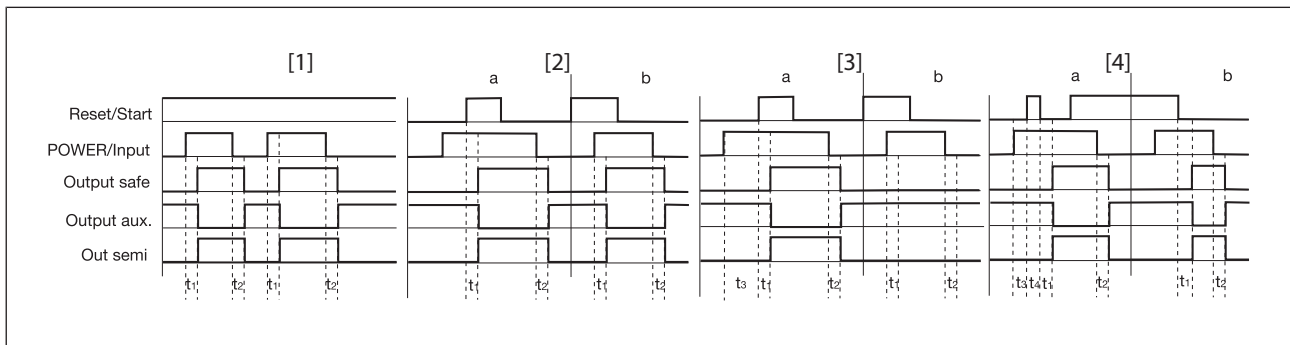 [1] [2] [3] [4]
a b a b a b
Reset/Start
POWER/Input
Output safe
Output aux.
Out semi
t1 t2 t1 t2 t1 t2 t1 t2 t3 t1 t2 t1 t2 t3 t4 t1 t2 t1 t2